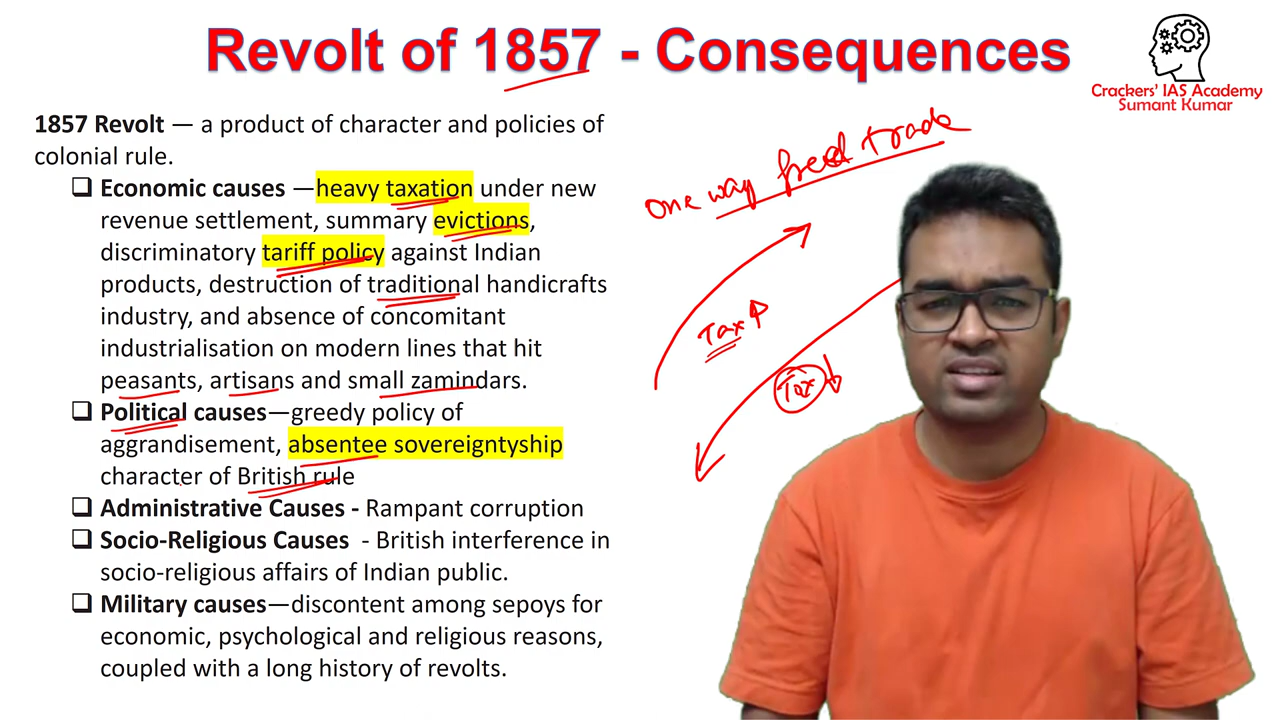 Revolt of 1857 - Consequences
Crackers' IAS Academy
Sumant Kumar
1857 Revolt — a product of character and policies of
colonial rule.
❑ Economic causes —heavy taxation under new
revenue settlement, summary evictions,
discriminatory tariff policy against Indian
products, destruction of traditional handicrafts
industry, and absence of concomitant
industrialisation on modern lines that hit
peasants, artisans and small zamindars.
❑ Political causes—greedy policy of
aggrandisement, absentee sovereigntyship
character of British rule
❑ Administrative Causes - Rampant corruption
❑ Socio-Religious Causes - British interference in
socio-religious affairs of Indian public.
❑ Military causes—discontent among sepoys for
economic, psychological and religious reasons,
coupled with a long history of revolts.
one way free trade
Tax ↑
Tax ↓